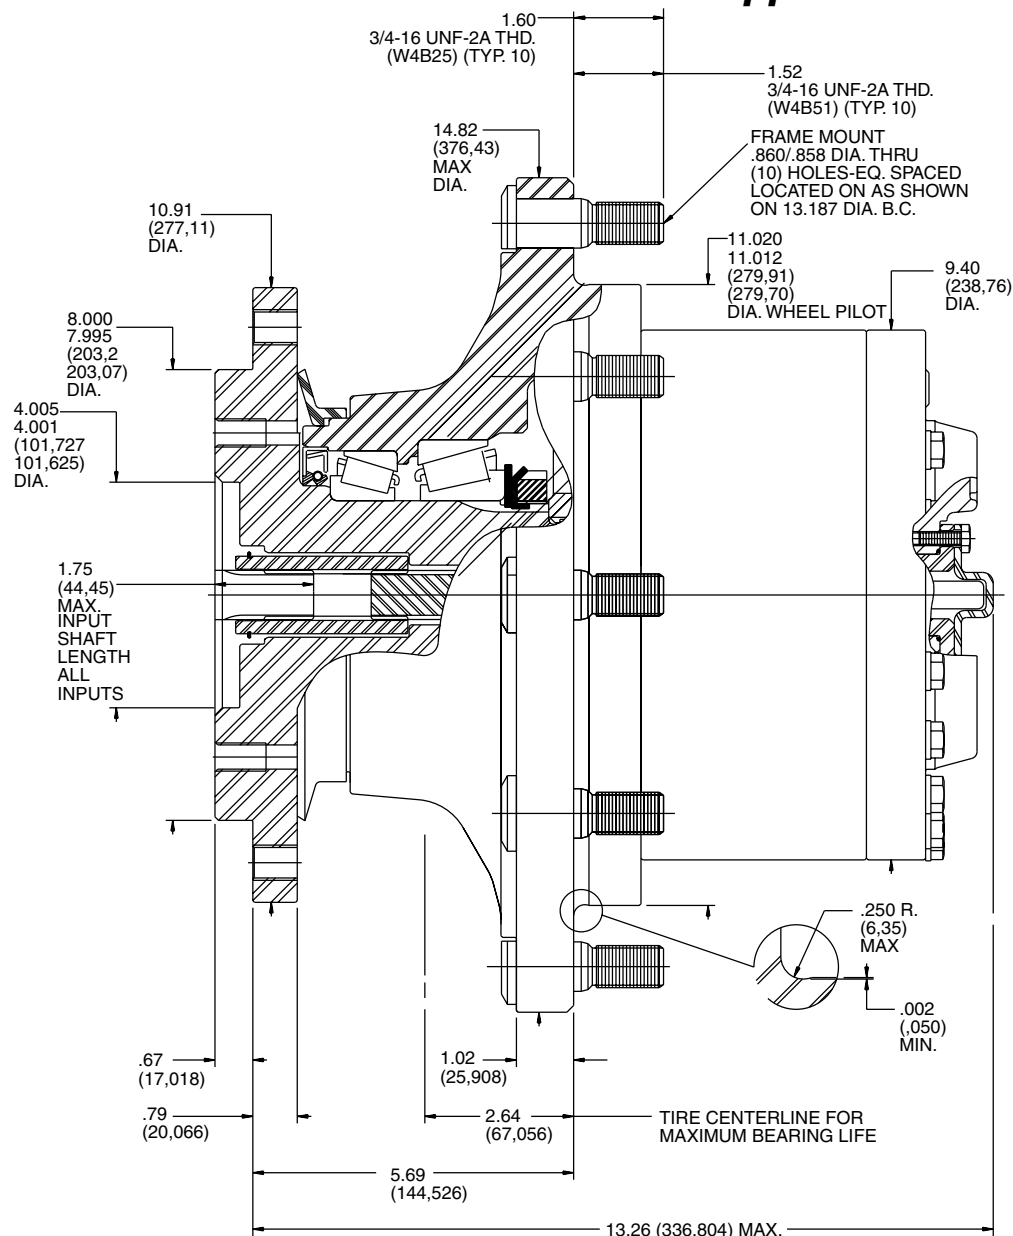 1.60
3/4-16 UNF-2A THD.
(W4B25) (TYP. 10)
1.52
3/4-16 UNF-2A THD.
(W4B51) (TYP. 10)
14.82
(376,43)
MAX
DIA.
FRAME MOUNT
.860/.858 DIA. THRU
(10) HOLES-EQ. SPACED
LOCATED ON AS SHOWN
ON 13.187 DIA. B.C.
10.91
(277,11)
DIA.
11.020
11.012
(279,91)
(279,70)
DIA. WHEEL PILOT
9.40
(238,76)
DIA.
8.000
7.995
(203,2
203,07)
DIA.
4.005
4.001
(101,727
101,625)
DIA.
1.75
(44,45)
MAX.
INPUT
SHAFT
LENGTH
ALL
INPUTS
.250 R.
(6,35)
MAX
.002
(,050)
MIN.
.67
(17,018)
1.02
(25,908)
.79
(20,066)
2.64
(67,056)
TIRE CENTERLINE FOR
MAXIMUM BEARING LIFE
5.69
(144,526)
13.26 (336,804) MAX.